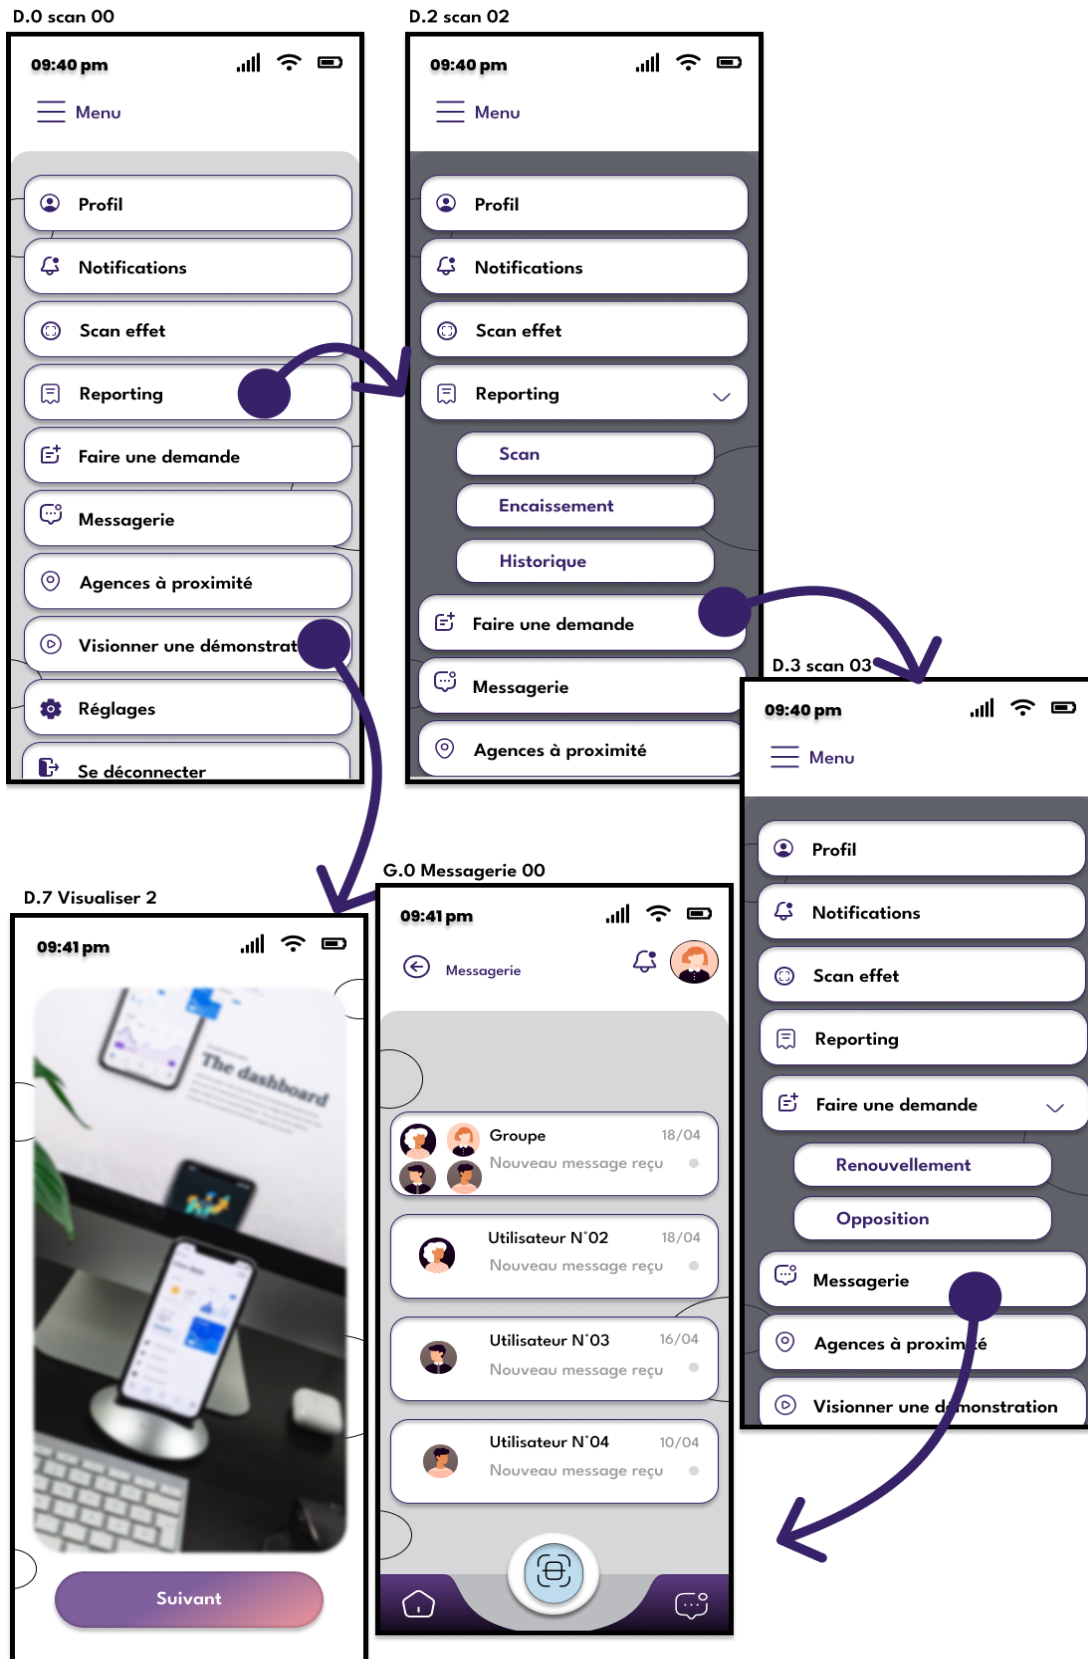 D.0 scan 00
09:40 pm
Menu
Profil
Notifications
Scan effet
Reporting
Faire une demande
Messagerie
Agences à proximité
Visionner une démonstrat
Réglages
Se déconnecter
D.2 scan 02
09:40 pm
Menu
Profil
Notifications
Scan effet
Reporting
Scan
Encaissement
Historique
Faire une demande
Messagerie
Agences à proximité
D.3 scan 03
09:40 pm
Menu
Profil
Notifications
Scan effet
Reporting
Faire une demande
Renouvellement
Opposition
Messagerie
Agences à proximité
Visionner une démonstration
D.7 Visualiser 2
09:41 pm
The dashboard
Suivant
G.0 Messagerie 00
09:41 pm
Messagerie
Groupe 18/04
Nouveau message reçu
Utilisateur N°02 18/04
Nouveau message reçu
Utilisateur N°03 16/04
Nouveau message reçu
Utilisateur N°04 10/04
Nouveau message reçu